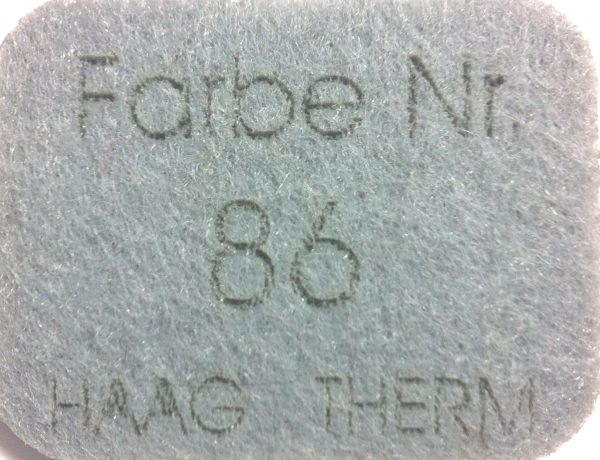 Farbe Nr.
86
HAAG THERM